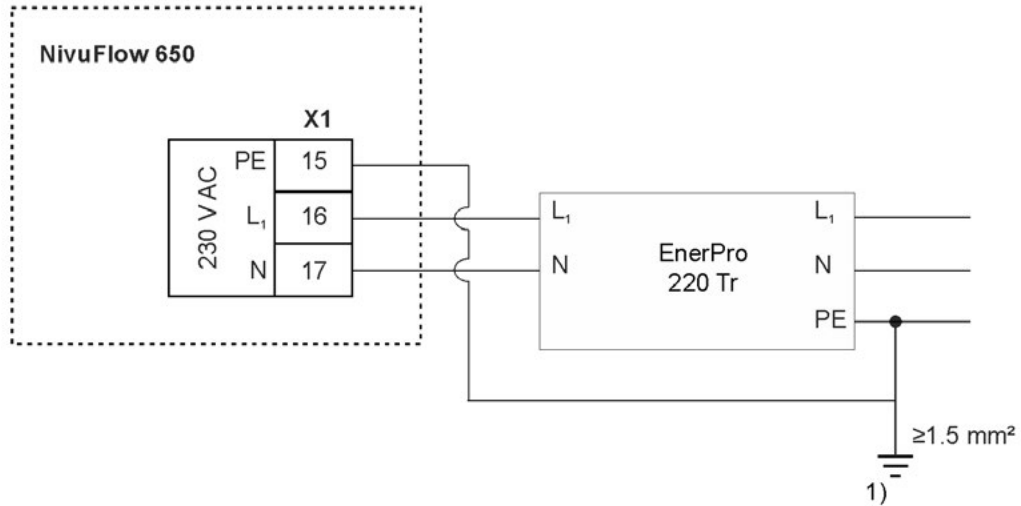 NivuFlow 650
X1
230 V AC
PE 15
L₁ 16
N 17
L₁
N
EnerPro
220 Tr
L₁
N
PE
≥1.5 mm²
1)